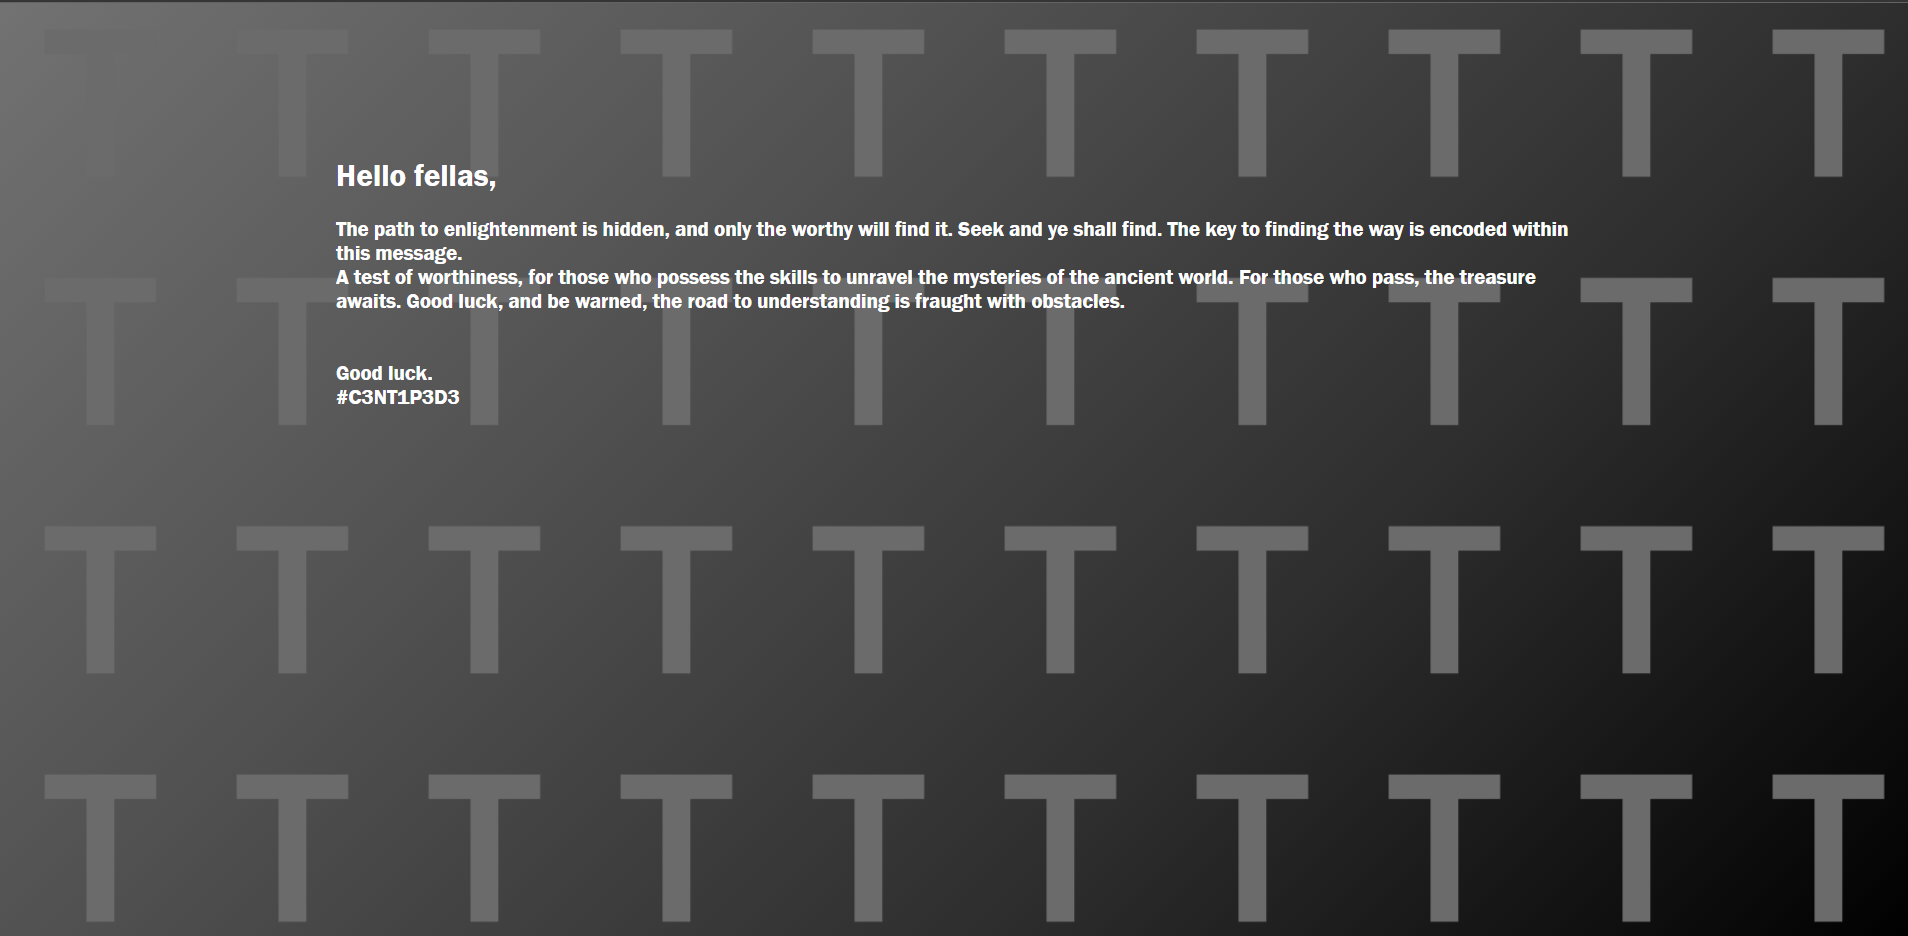 T T T T T T T T T T
Hello fellas,
The path to enlightenment is hidden, and only the worthy will find it. Seek and ye shall find. The key to finding the way is encoded within
this message.
A test of worthiness, for those who possess the skills to unravel the mysteries of the ancient world. For those who pass, the treasure
awaits. Good luck, and be warned, the road to understanding is fraught with obstacles.
T T T T T T T T T T
Good luck.
#C3NT1P3D3
T T T T T T T T T T
T T T T T T T T T T